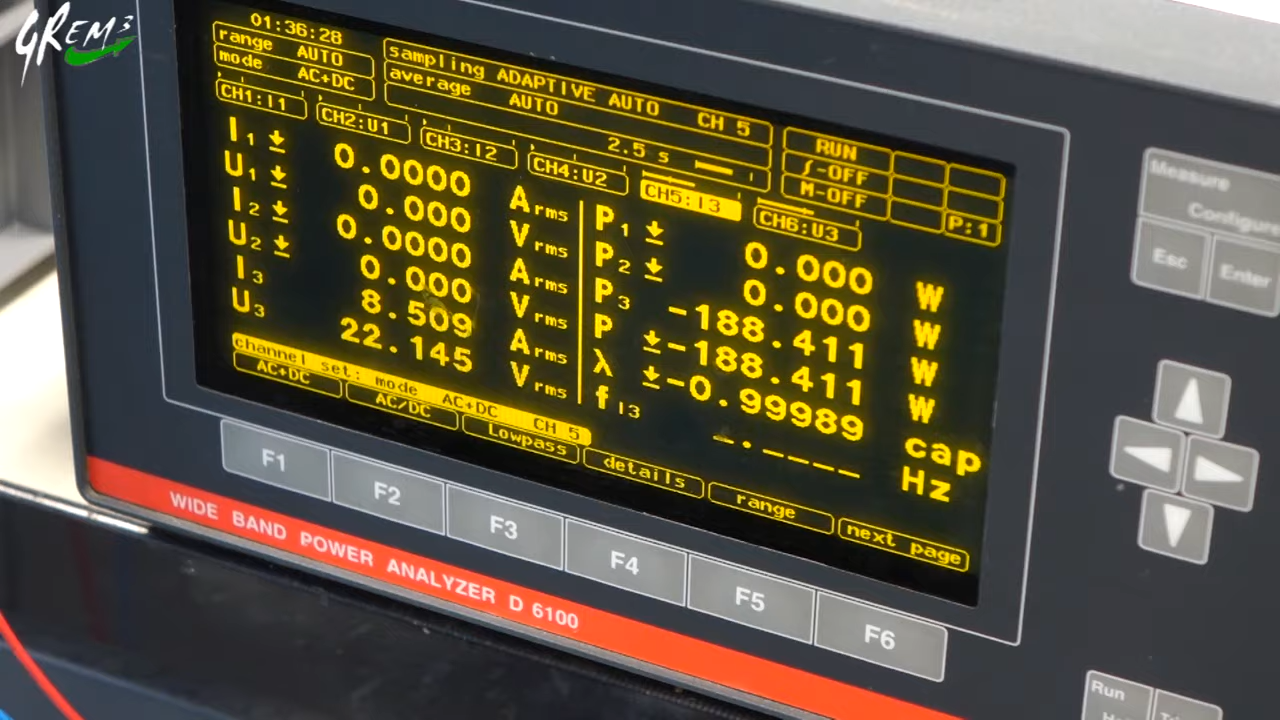 GREM3
01:36:28
range AUTO
mode AC+DC
sampling ADAPTIVE AUTO CH 5
average AUTO
2.5 s
RUN
∫-OFF
M-OFF
P:1
CH1:I1
CH2:U1
CH3:I2
CH4:U2
CH5:I3
CH6:U3
I1 0.0000 Arms
U1 0.000 Vrms
I2 0.0000 Arms
U2 0.000 Vrms
I3 8.509 Arms
U3 22.145 Vrms
P1 0.000 W
P2 0.000 W
P3 -188.411 W
P -188.411 W
λ -0.99989 cap
f I3 -.---- Hz
channel set: mode AC+DC CH 5
AC+DC
AC/DC
Lowpass
details
range
next page
F1
F2
F3
F4
F5
F6
WIDE BAND POWER ANALYZER D 6100
Measure
Configure
Esc
Enter
Run